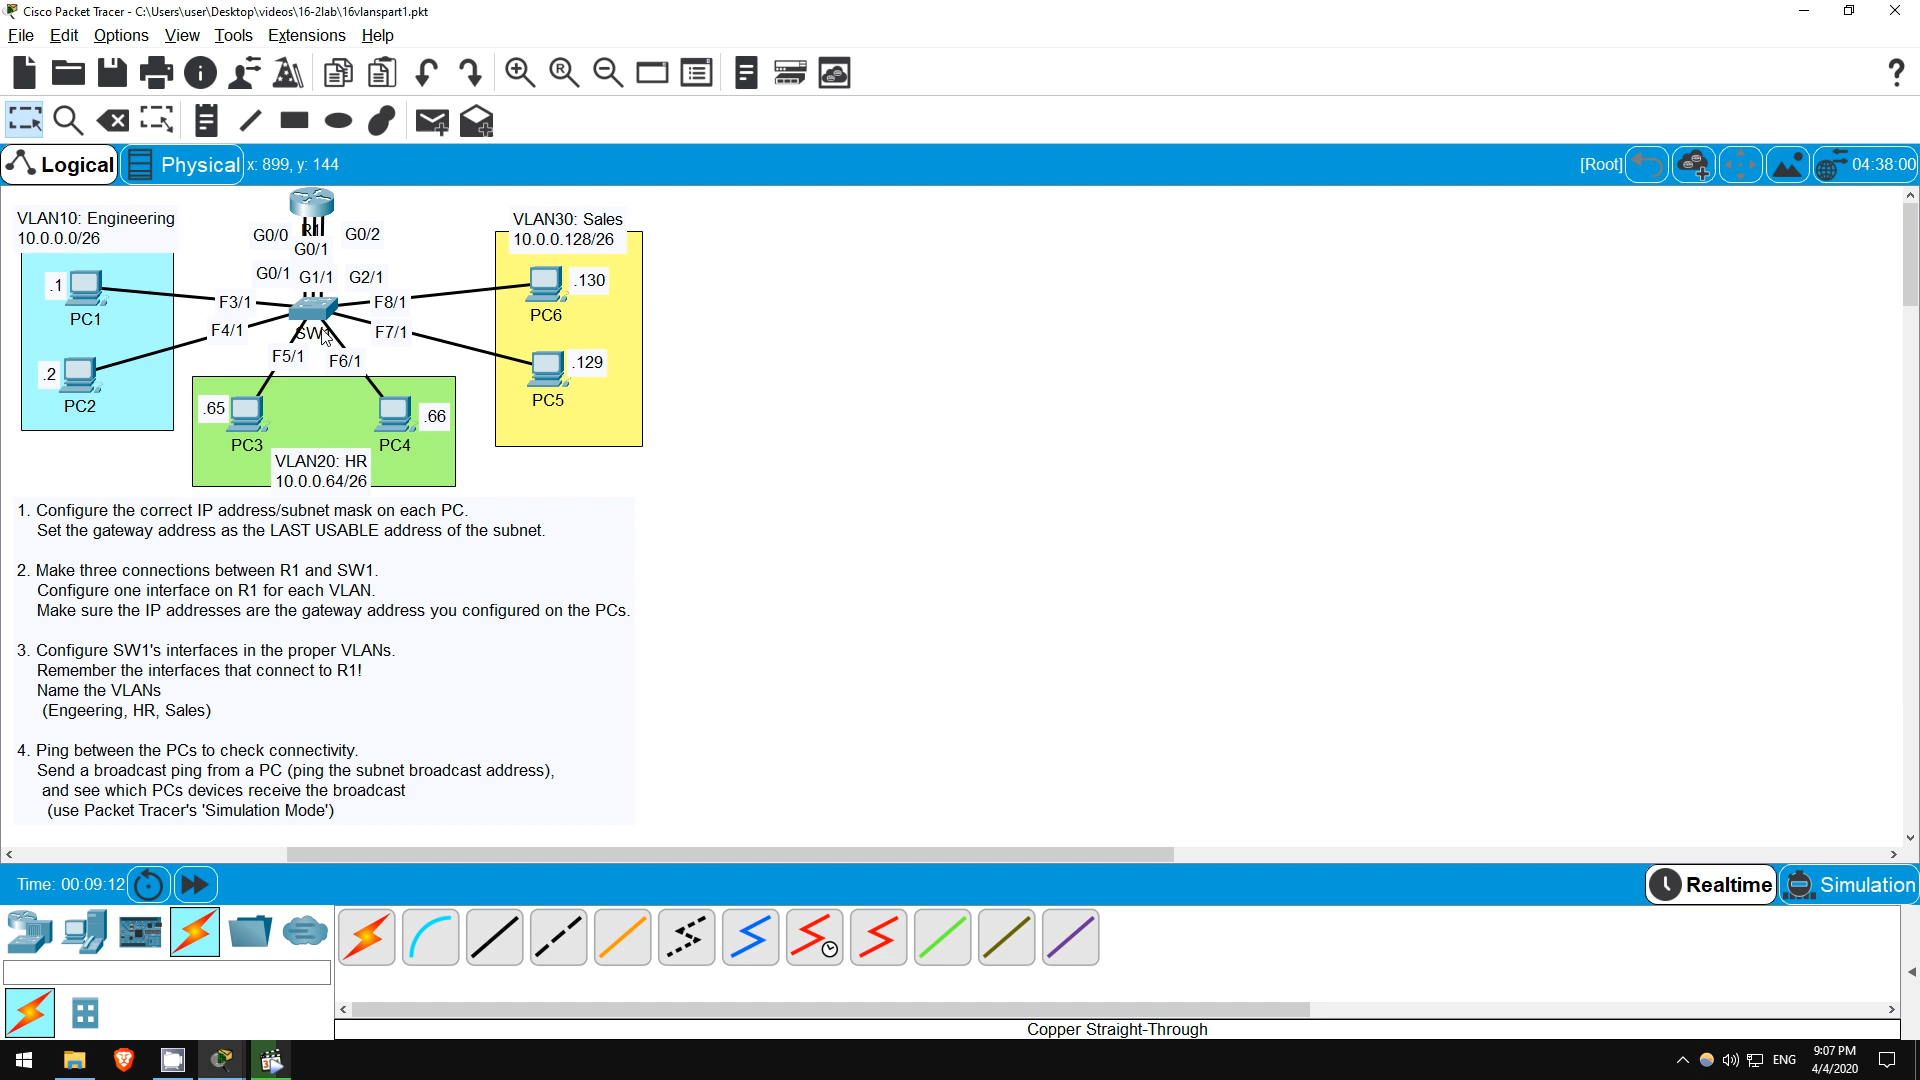 Cisco Packet Tracer - C:\Users\user\Desktop\videos\16-2lab\16vlanspart1.pkt
File Edit Options View Tools Extensions Help
Logical Physical x: 899, y: 144 [Root] 04:38:00
VLAN10: Engineering
10.0.0.0/26
.1
PC1
.2
PC2
G0/0 R1 G0/2
G0/1
G0/1 G1/1 G2/1
F3/1 F8/1
F4/1 SW1 F7/1
F5/1 F6/1
VLAN30: Sales
10.0.0.128/26
.130
PC6
.129
PC5
.65 .66
PC3 PC4
VLAN20: HR
10.0.0.64/26
1. Configure the correct IP address/subnet mask on each PC.
Set the gateway address as the LAST USABLE address of the subnet.
2. Make three connections between R1 and SW1.
Configure one interface on R1 for each VLAN.
Make sure the IP addresses are the gateway address you configured on the PCs.
3. Configure SW1's interfaces in the proper VLANs.
Remember the interfaces that connect to R1!
Name the VLANs
(Engeering, HR, Sales)
4. Ping between the PCs to check connectivity.
Send a broadcast ping from a PC (ping the subnet broadcast address),
and see which PCs devices receive the broadcast
(use Packet Tracer's 'Simulation Mode')
Time: 00:09:12 Realtime Simulation
Copper Straight-Through
ENG 9:07 PM
4/4/2020